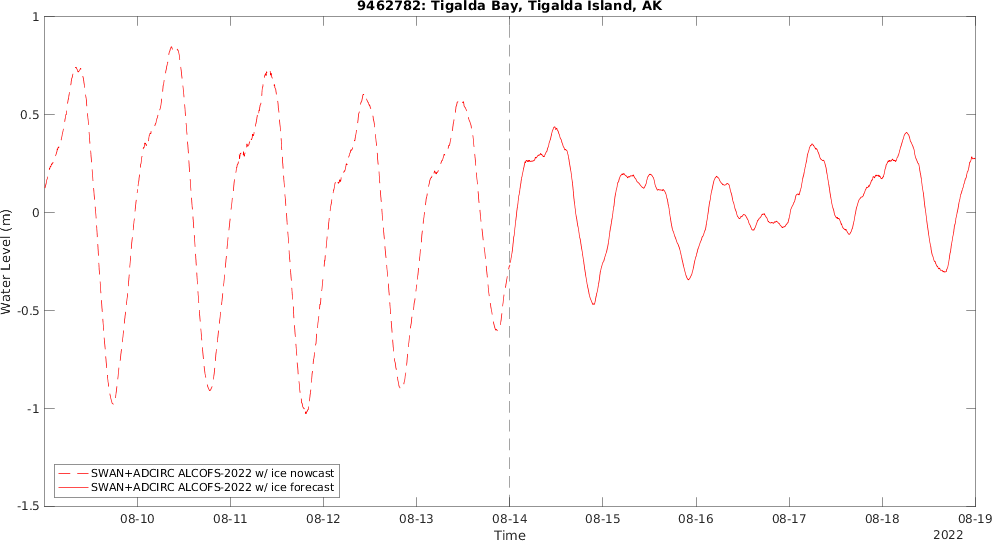 9462782: Tigalda Bay, Tigalda Island, AK
Water Level (m)
1
0.5
0
-0.5
-1
-1.5
SWAN+ADCIRC ALCOFS-2022 w/ ice nowcast
SWAN+ADCIRC ALCOFS-2022 w/ ice forecast
08-10 08-11 08-12 08-13 08-14 08-15 08-16 08-17 08-18 08-19
Time
2022